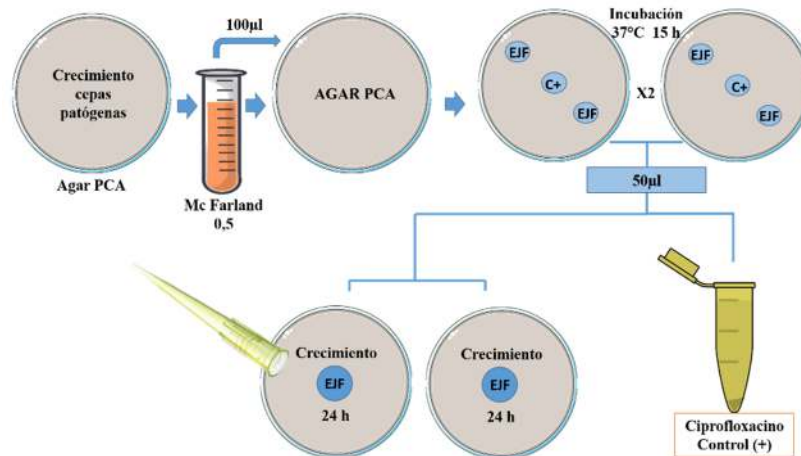 Crecimiento
cepas
patógenas
Agar PCA
100µl
Mc Farland
0,5
AGAR PCA
Incubación
37°C 15 h
EJF
C+
EJF
X2
EJF
C+
EJF
50µl
Crecimiento
EJF
24 h
Crecimiento
EJF
24 h
Ciprofloxacino
Control (+)